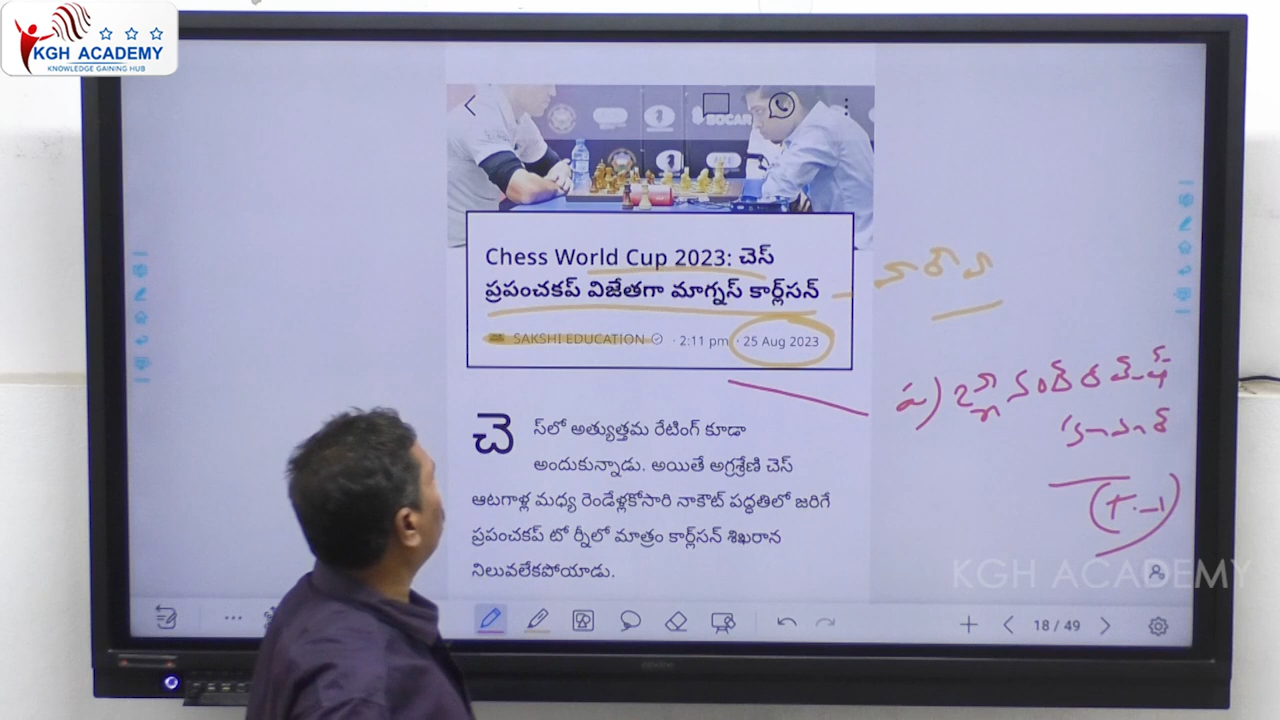 KGH ACADEMY
KNOWLEDGE GAINING HUB
SOCAR
Chess World Cup 2023: చెస్
ప్రపంచకప్ విజేతగా మాగ్నస్ కార్ల్‌సన్
SAKSHI EDUCATION · 2:11 pm · 25 Aug 2023
చెస్‌లో అత్యుత్తమ రేటింగ్ కూడా
అందుకున్నాడు. అయితే అగ్రశ్రేణి చెస్
ఆటగాళ్ల మధ్య రెండేళ్లకోసారి నాకౌట్ పద్ధతిలో జరిగే
ప్రపంచకప్ టో ర్నీలో మాత్రం కార్ల్‌సన్ శిఖరాన
నిలువలేకపోయాడు.
నార్వే
కుమార్
KGH ACADEMY
18 / 49